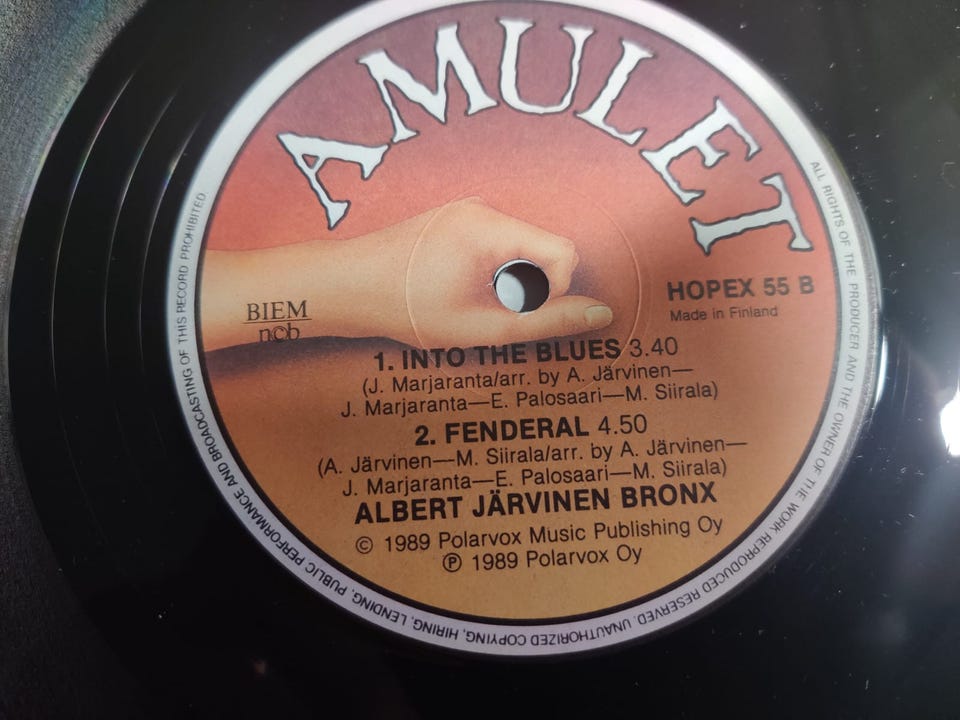 AMULET
HOPEX 55 B
Made in Finland
BIEM
ncb
1. INTO THE BLUES 3.40
(J. Marjaranta/arr. by A. Järvinen—
J. Marjaranta—E. Palosaari—M. Siirala)
2. FENDERAL 4.50
(A. Järvinen—M. Siirala/arr. by A. Järvinen—
J. Marjaranta—E. Palosaari—M. Siirala)
ALBERT JÄRVINEN BRONX
© 1989 Polarvox Music Publishing Oy
℗ 1989 Polarvox Oy
ALL RIGHTS OF THE PRODUCER AND THE OWNER OF THE WORK REPRODUCED RESERVED. UNAUTHORIZED COPYING, HIRING, LENDING, PUBLIC PERFORMANCE AND BROADCASTING OF THIS RECORD PROHIBITED.